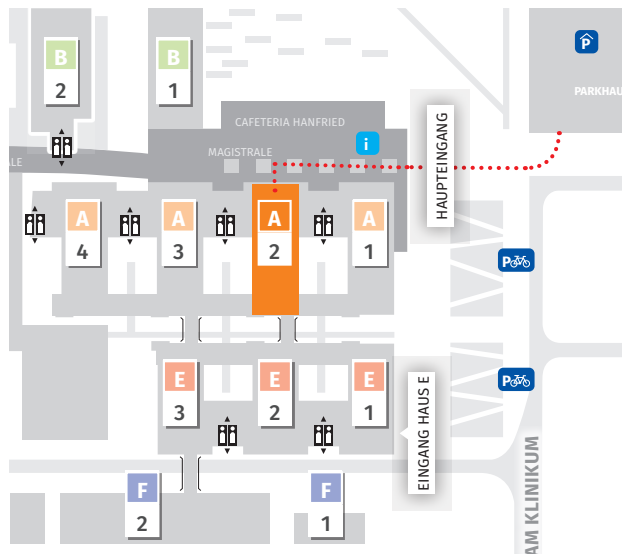 B
2
B
1
P
PARKHAU
CAFETERIA HANFRIED
MAGISTRALE
i
ALE
HAUPTEINGANG
A
4
A
3
A
2
A
1
P
E
3
E
2
E
1
P
EINGANG HAUS E
F
2
F
1
AM KLINIKUM